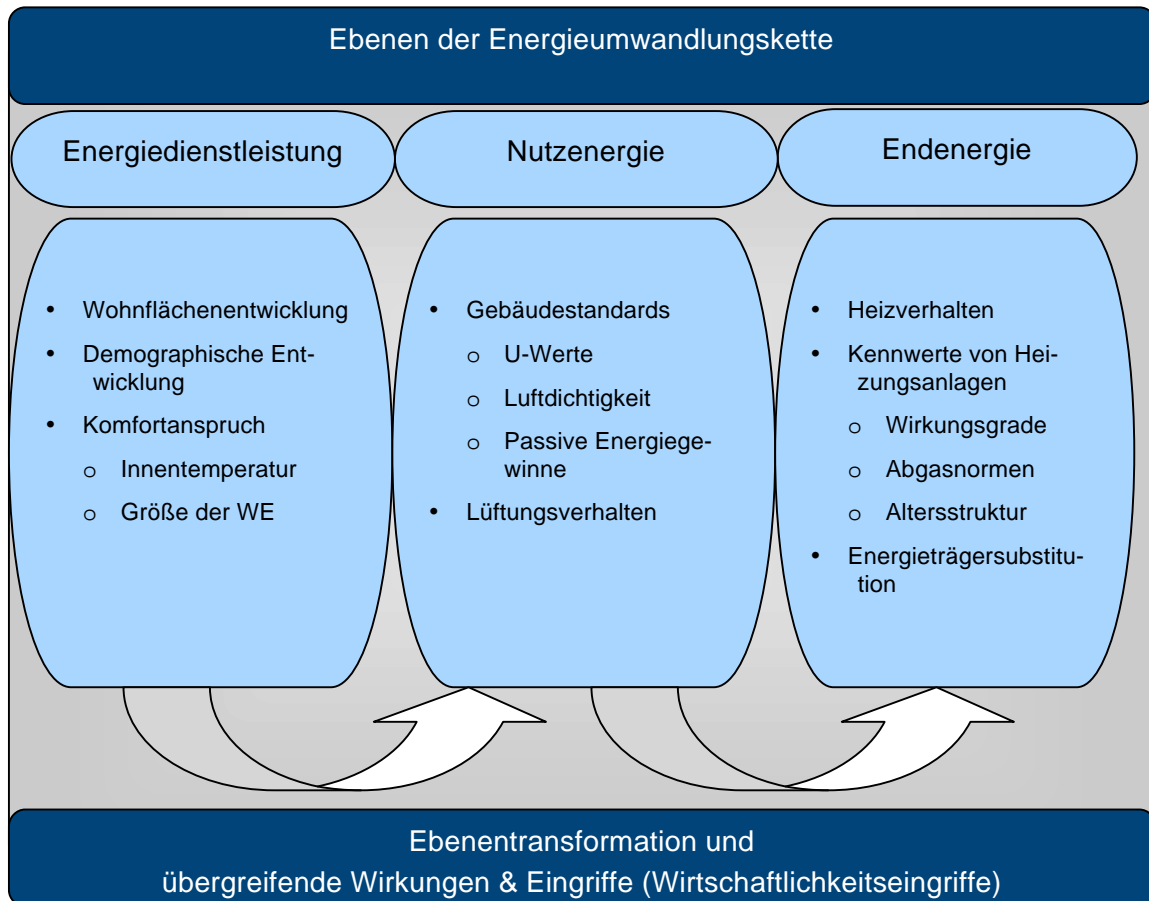 Ebenen der Energieumwandlungskette
Energiedienstleistung
Nutzenergie
Endenergie
• Wohnflächenentwicklung
• Demographische Ent-
wicklung
• Komfortanspruch
o Innentemperatur
o Größe der WE
• Gebäudestandards
o U-Werte
o Luftdichtigkeit
o Passive Energiege-
winne
• Lüftungsverhalten
• Heizverhalten
• Kennwerte von Hei-
zungsanlagen
o Wirkungsgrade
o Abgasnormen
o Altersstruktur
• Energieträgersubstitu-
tion
Ebenentransformation und
übergreifende Wirkungen & Eingriffe (Wirtschaftlichkeitseingriffe)